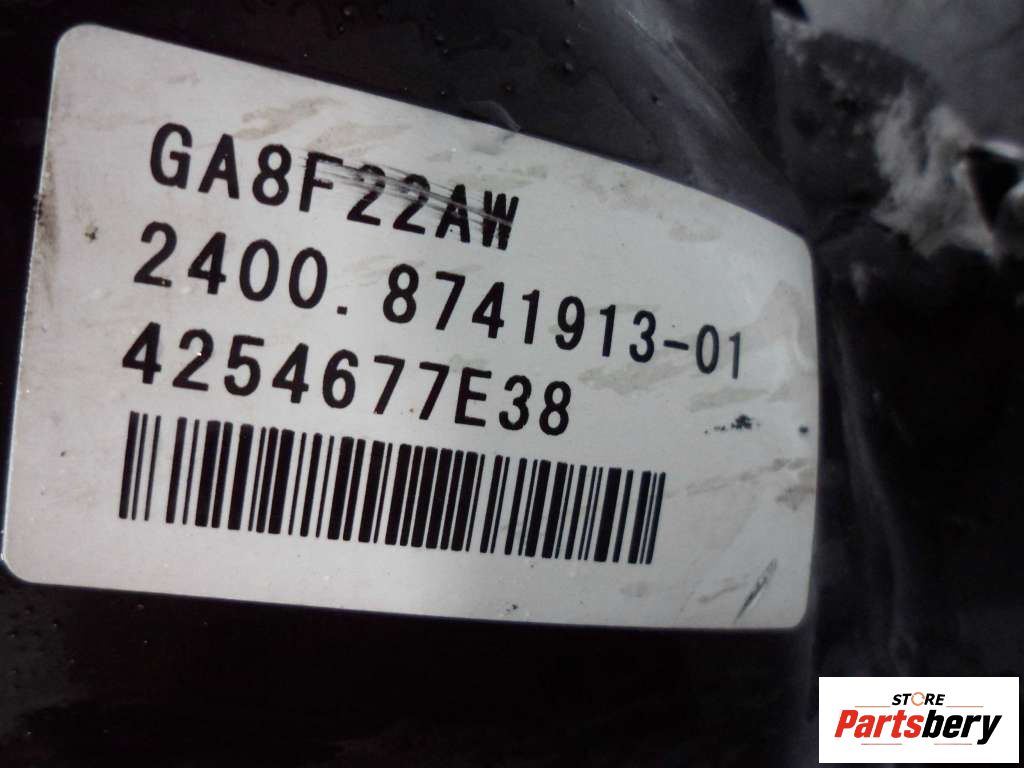 GA8F22AW
2400.8741913-01
4254677E38
STORE
Partsbery